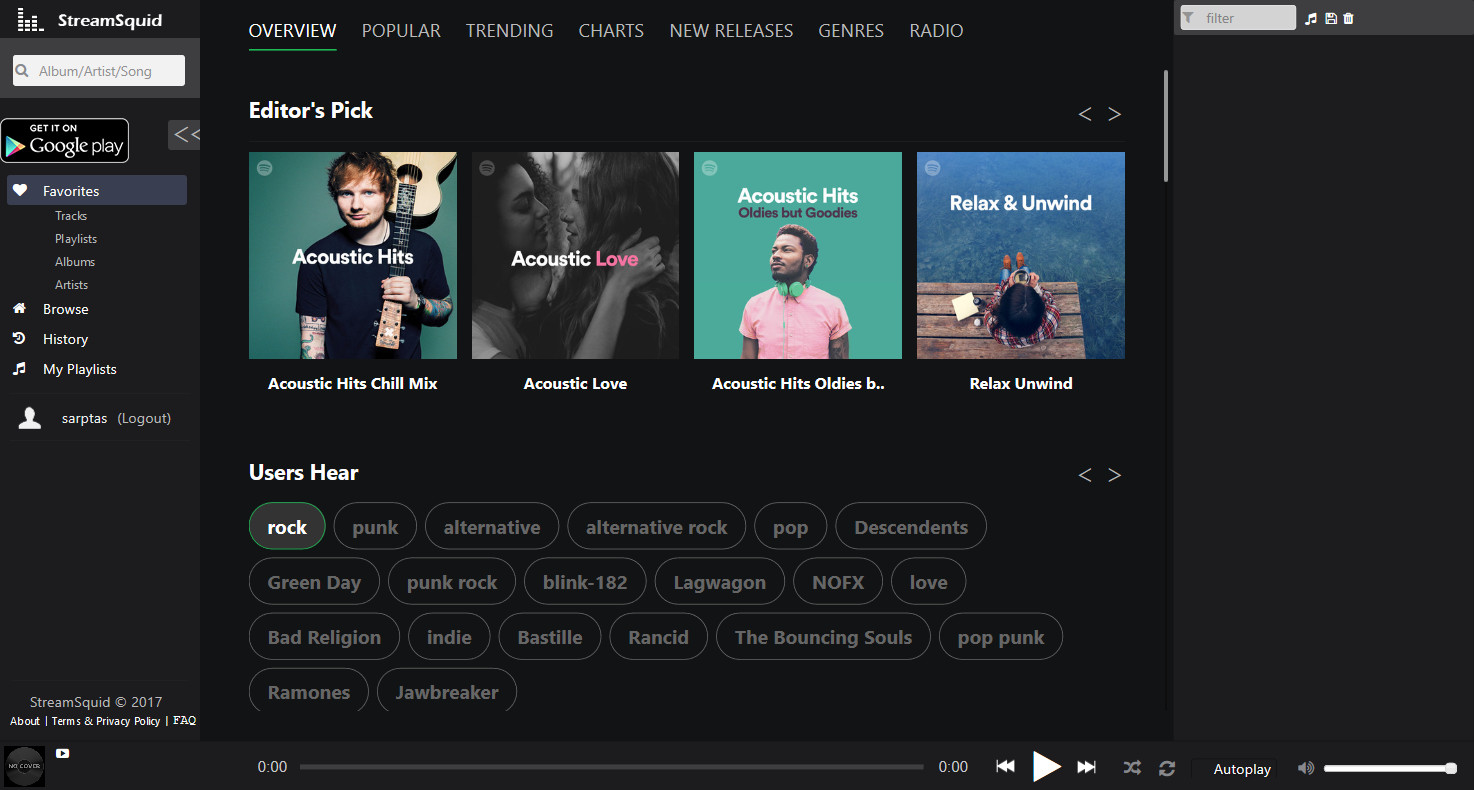 StreamSquid
Album/Artist/Song
GET IT ON
Google play
<<
Favorites
Tracks
Playlists
Albums
Artists
Browse
History
My Playlists
sarptas (Logout)
StreamSquid © 2017
About | Terms & Privacy Policy | FAQ
OVERVIEW POPULAR TRENDING CHARTS NEW RELEASES GENRES RADIO
Editor's Pick < >
Acoustic Hits
Acoustic Love
Acoustic Hits
Oldies but Goodies
Relax & Unwind
Acoustic Hits Chill Mix
Acoustic Love
Acoustic Hits Oldies b..
Relax Unwind
Users Hear < >
rock punk alternative alternative rock pop Descendents
Green Day punk rock blink-182 Lagwagon NOFX love
Bad Religion indie Bastille Rancid The Bouncing Souls pop punk
Ramones Jawbreaker
filter
NO COVER
0:00 0:00
Autoplay